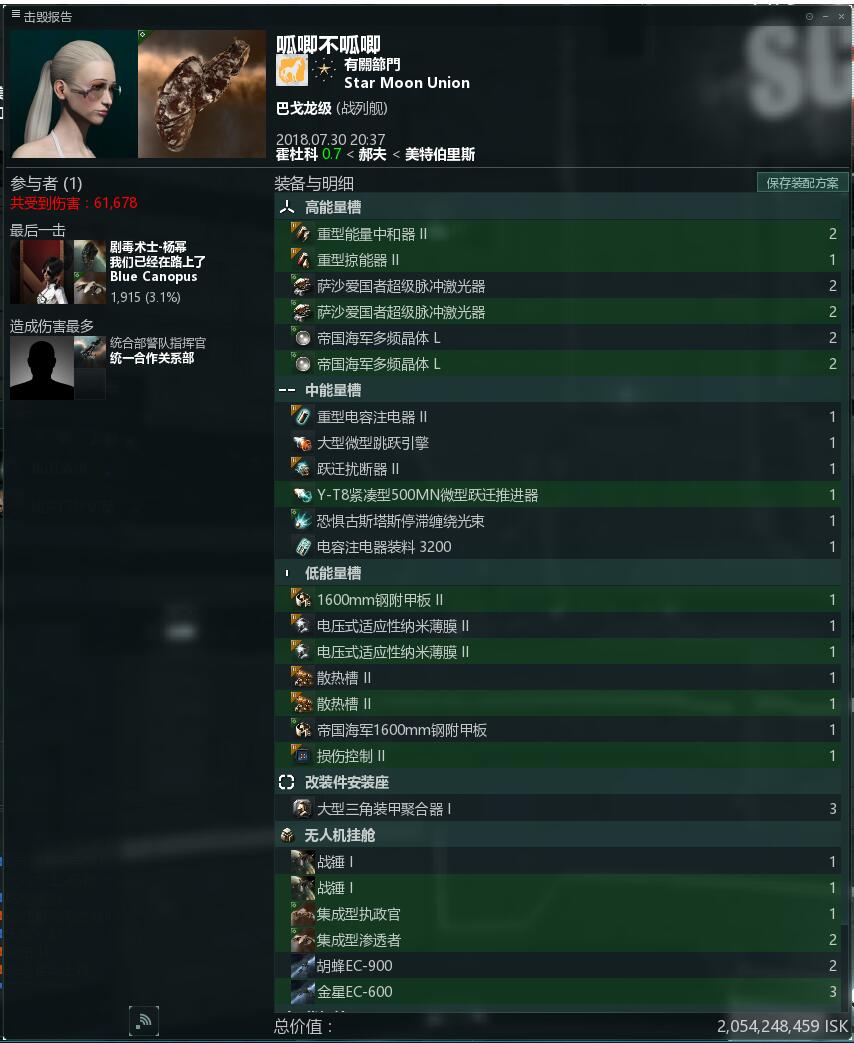 击毁报告
呱唧不呱唧
有關部門
Star Moon Union
巴戈龙级 (战列舰)
2018.07.30 20:37
霍杜科 0.7 < 郝夫 < 美特伯里斯
参与者 (1)
共受到伤害：61,678
最后一击
剧毒术士-杨幂
我们已经在路上了
Blue Canopus
1,915 (3.1%)
造成伤害最多
统合部警队指挥官
统一合作关系部
装备与明细
保存装配方案
高能量槽
重型能量中和器 II 2
重型掠能器 II 1
萨沙爱国者超级脉冲激光器 2
萨沙爱国者超级脉冲激光器 2
帝国海军多频晶体 L 2
帝国海军多频晶体 L 2
中能量槽
重型电容注电器 II 1
大型微型跳跃引擎 1
跃迁扰断器 II 1
Y-T8紧凑型500MN微型跃迁推进器 1
恐惧古斯塔斯停滞缠绕光束 1
电容注电器装料 3200 1
低能量槽
1600mm钢附甲板 II 1
电压式适应性纳米薄膜 II 1
电压式适应性纳米薄膜 II 1
散热槽 II 1
散热槽 II 1
帝国海军1600mm钢附甲板 1
损伤控制 II 1
改装件安装座
大型三角装甲聚合器 I 3
无人机挂舱
战锤 I 1
战锤 I 1
集成型执政官 1
集成型渗透者 2
胡蜂EC-900 2
金星EC-600 3
总价值： 2,054,248,459 ISK